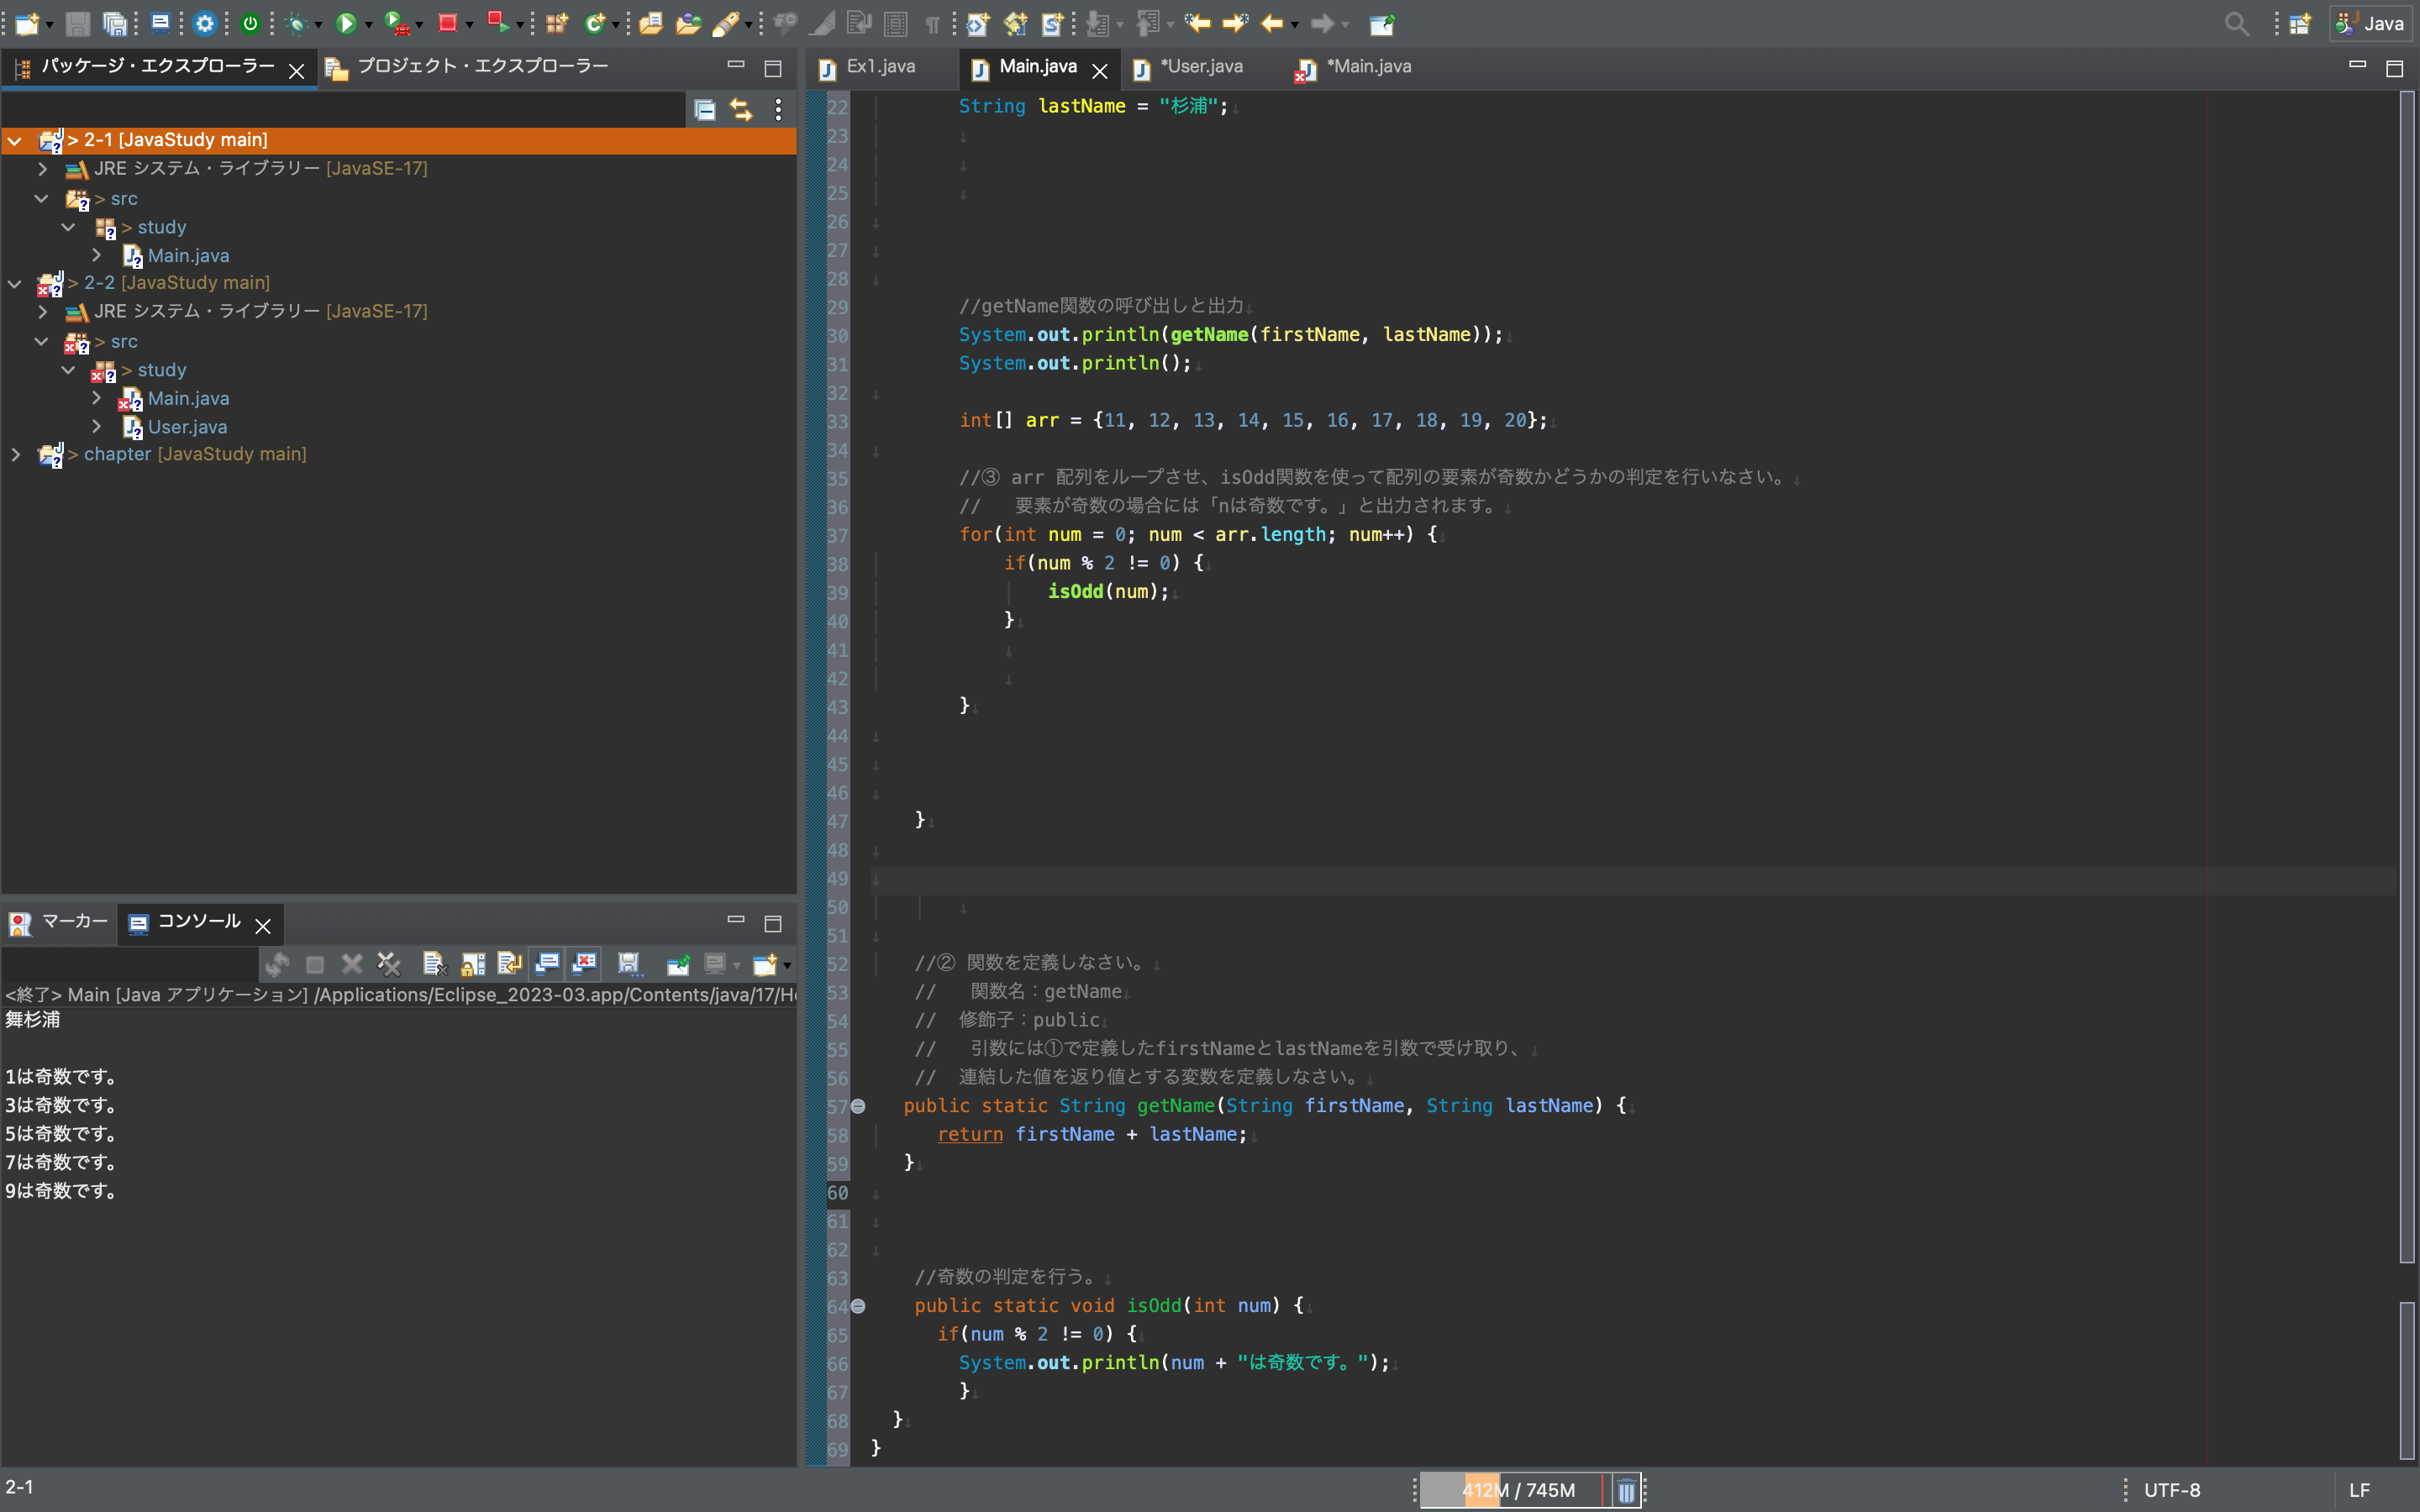 Java
パッケージ・エクスプローラー
プロジェクト・エクスプローラー
> 2-1 [JavaStudy main]
JRE システム・ライブラリー [JavaSE-17]
> src
> study
Main.java
> 2-2 [JavaStudy main]
JRE システム・ライブラリー [JavaSE-17]
> src
> study
Main.java
User.java
> chapter [JavaStudy main]
マーカー
コンソール
<終了> Main [Java アプリケーション] /Applications/Eclipse_2023-03.app/Contents/java/17/H
舞杉浦
1は奇数です。
3は奇数です。
5は奇数です。
7は奇数です。
9は奇数です。
Ex1.java
Main.java
*User.java
*Main.java
22 String lastName = "杉浦";
23
24
25
26
27
28
29 //getName関数の呼び出しと出力
30 System.out.println(getName(firstName, lastName));
31 System.out.println();
32
33 int[] arr = {11, 12, 13, 14, 15, 16, 17, 18, 19, 20};
34
35 //③ arr 配列をループさせ、isOdd関数を使って配列の要素が奇数かどうかの判定を行いなさい。
36 // 要素が奇数の場合には「nは奇数です。」と出力されます。
37 for(int num = 0; num < arr.length; num++) {
38 if(num % 2 != 0) {
39 isOdd(num);
40 }
41
42
43 }
44
45
46
47 }
48
49
50
51
52 //② 関数を定義しなさい。
53 // 関数名：getName
54 // 修飾子：public
55 // 引数には①で定義したfirstNameとlastNameを引数で受け取り、
56 // 連結した値を返り値とする変数を定義しなさい。
57 public static String getName(String firstName, String lastName) {
58 return firstName + lastName;
59 }
60
61
62
63 //奇数の判定を行う。
64 public static void isOdd(int num) {
65 if(num % 2 != 0) {
66 System.out.println(num + "は奇数です。");
67 }
68 }
69 }
2-1
412M / 745M
UTF-8
LF